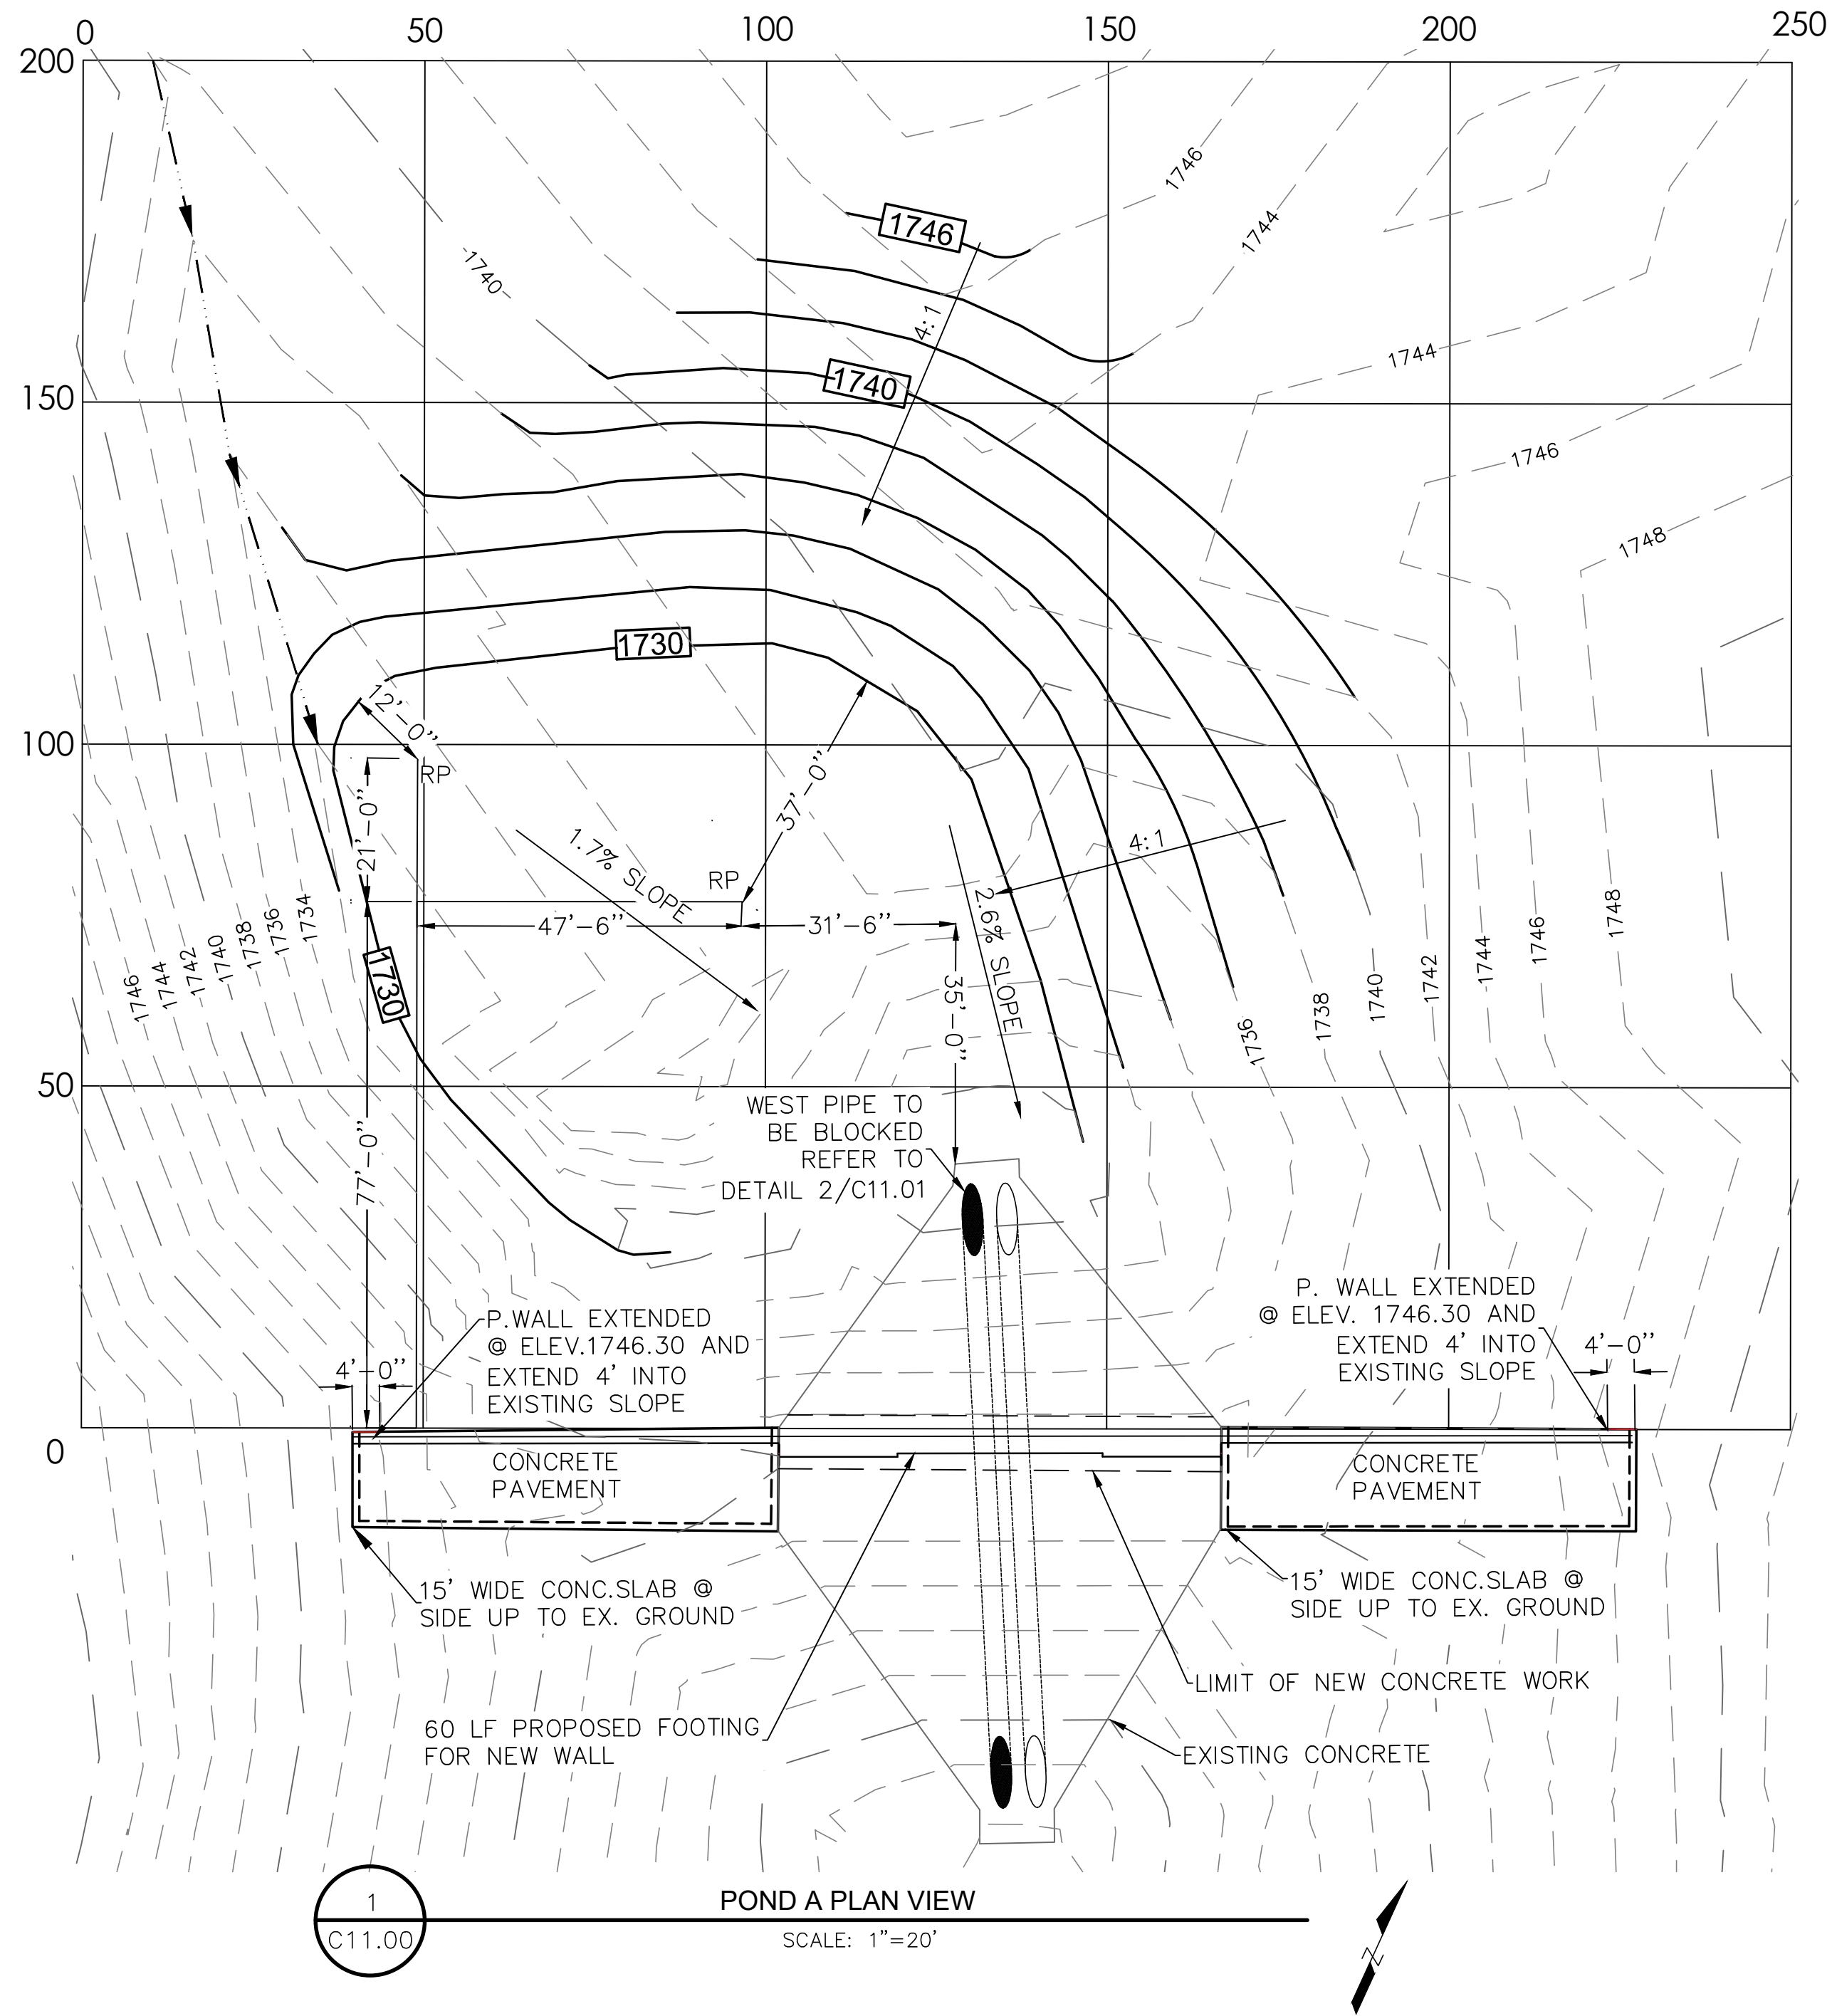 0
50
100
150
200
250
200
150
100
50
0
1746
1744
1746
1740
4:1
1744
1740
1746
1748
1730
12'-0"
RP
21'-0"
37'-0"
1.7% SLOPE
RP
4:1
2.6% SLOPE
47'-6"
31'-6"
35'-0"
1746
1744
1742
1740
1738
1736
1734
1730
1736
1738
1740
1742
1744
1746
1748
77'-0"
WEST PIPE TO
BE BLOCKED
REFER TO
DETAIL 2/C11.01
P.WALL EXTENDED
@ ELEV.1746.30 AND
EXTEND 4' INTO
EXISTING SLOPE
4'-0"
P. WALL EXTENDED
@ ELEV. 1746.30 AND
EXTEND 4' INTO
EXISTING SLOPE
4'-0"
CONCRETE
PAVEMENT
CONCRETE
PAVEMENT
15' WIDE CONC.SLAB @
SIDE UP TO EX. GROUND
15' WIDE CONC.SLAB @
SIDE UP TO EX. GROUND
LIMIT OF NEW CONCRETE WORK
60 LF PROPOSED FOOTING
FOR NEW WALL
EXISTING CONCRETE
1
C11.00
POND A PLAN VIEW
SCALE: 1"=20'
N